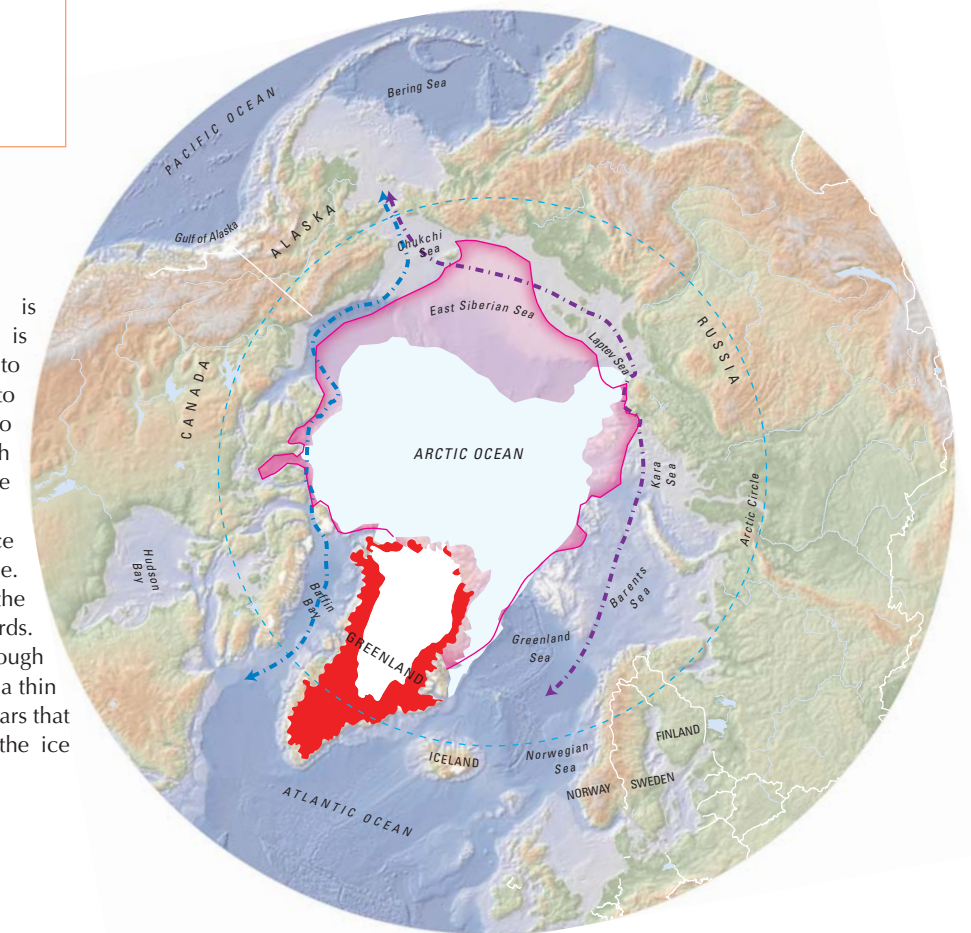 is
is
to
to
o
h
e
ce
e.
the
rds.
ough
a thin
ars that
the ice
PACIFIC OCEAN
Bering Sea
Gulf of Alaska
ALASKA
Chukchi
Sea
East Siberian Sea
Laptev Sea
RUSSIA
CANADA
ARCTIC OCEAN
Kara
Sea
Arctic Circle
Hudson
Bay
Baffin
Bay
Barents
Sea
GREENLAND
Greenland
Sea
ICELAND
Norwegian
Sea
FINLAND
SWEDEN
NORWAY
ATLANTIC OCEAN